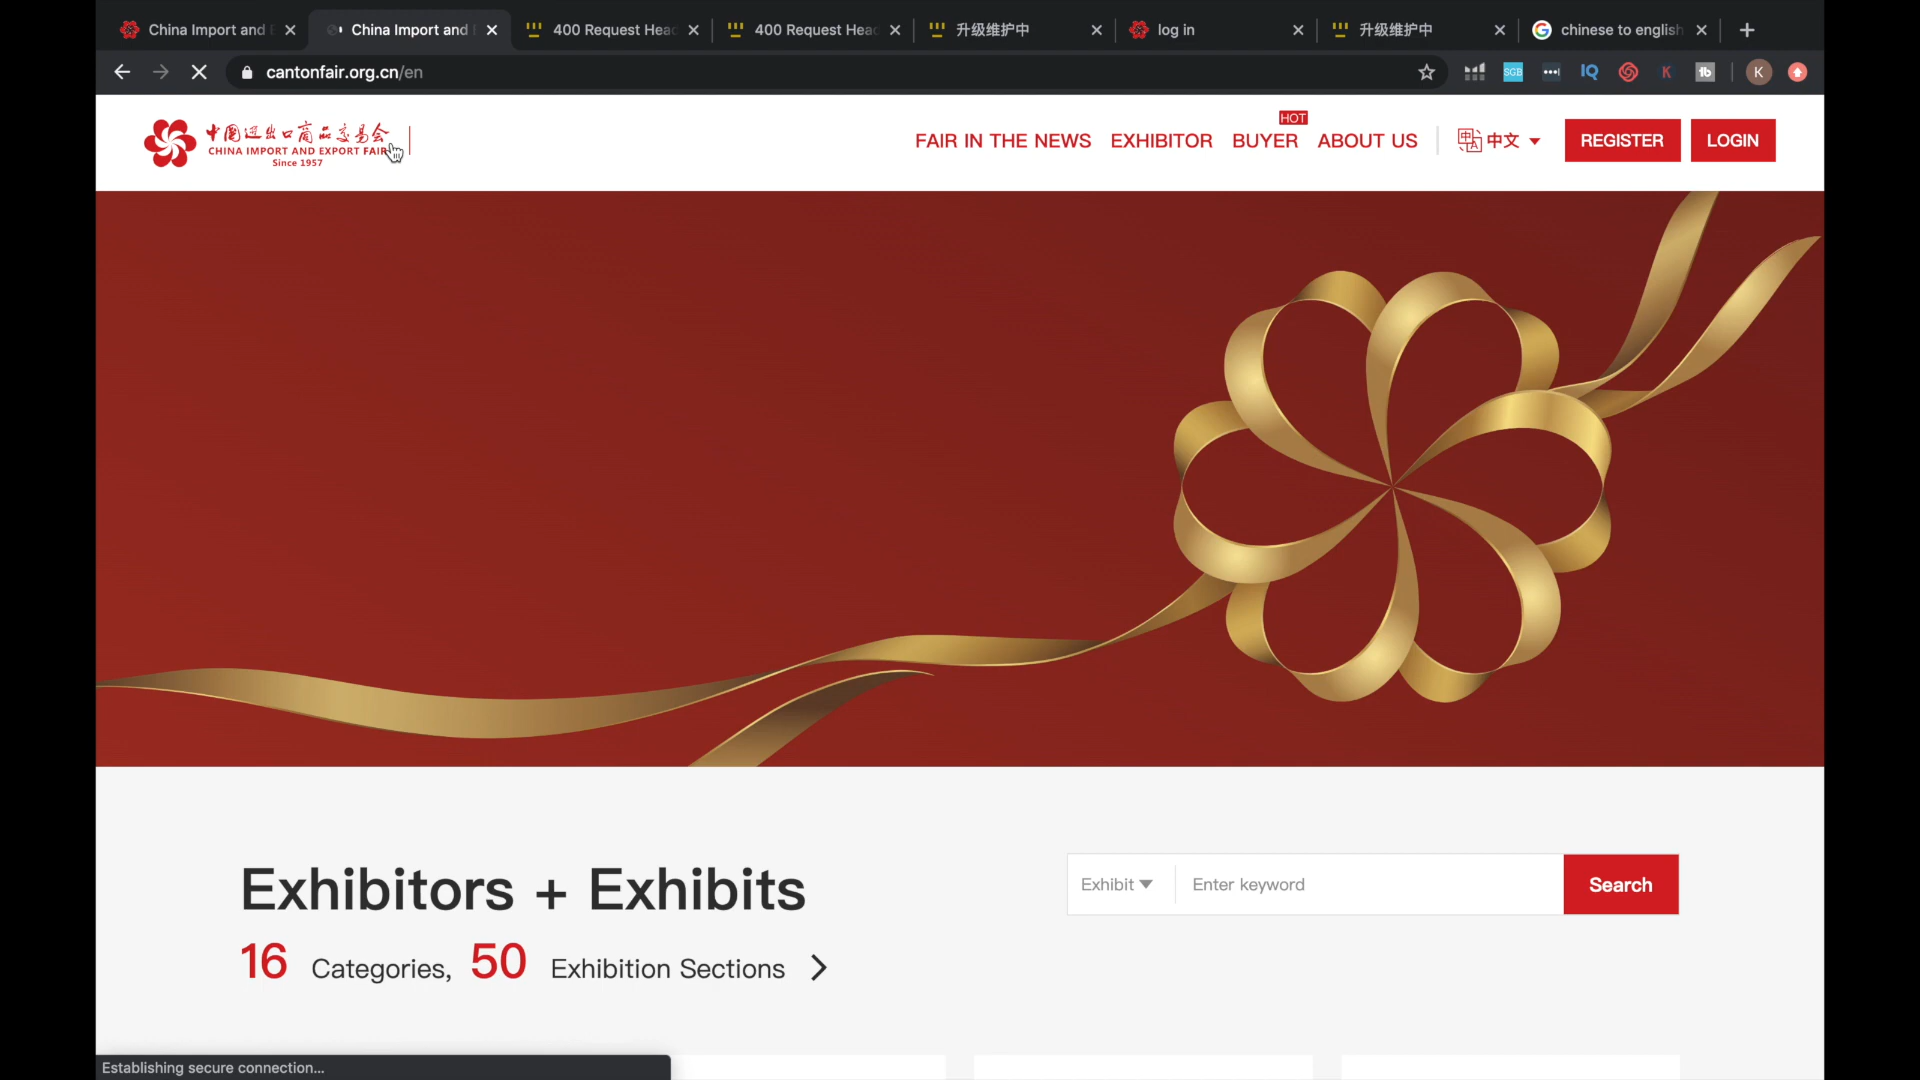 China Import and E
China Import and
400 Request Head
400 Request Head
升级维护中
log in
升级维护中
chinese to english
cantonfair.org.cn/en
SGB
IQ
K
tb
K
中国进出口商品交易会
CHINA IMPORT AND EXPORT FAIR
Since 1957
FAIR IN THE NEWS
EXHIBITOR
HOT
BUYER
ABOUT US
中文
REGISTER
LOGIN
Exhibitors + Exhibits
Exhibit
Enter keyword
Search
16 Categories, 50 Exhibition Sections
Establishing secure connection...